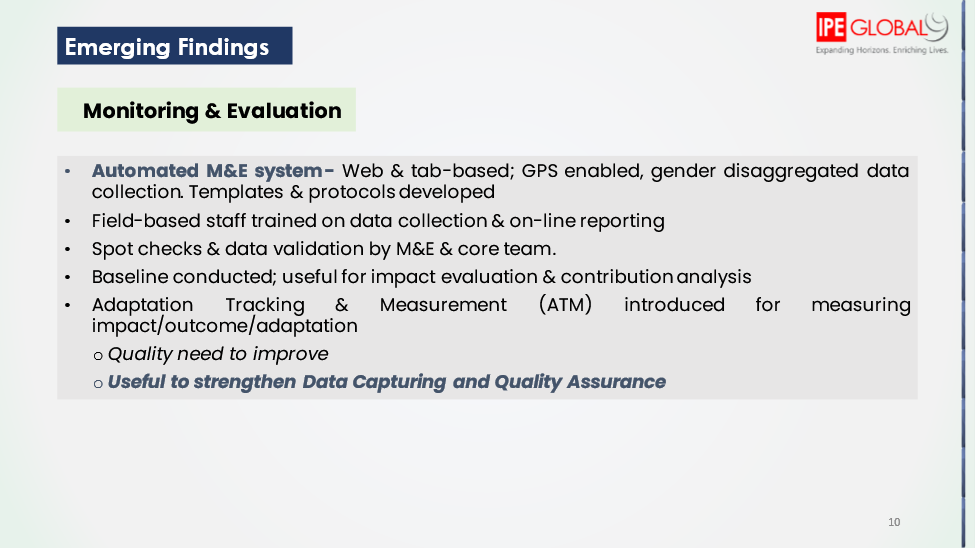 IPE GLOBAL
Expanding Horizons. Enriching Lives.
Emerging Findings
Monitoring & Evaluation
• Automated M&E system- Web & tab-based; GPS enabled, gender disaggregated data
collection. Templates & protocols developed
• Field-based staff trained on data collection & on-line reporting
• Spot checks & data validation by M&E & core team.
• Baseline conducted; useful for impact evaluation & contribution analysis
• Adaptation Tracking & Measurement (ATM) introduced for measuring
impact/outcome/adaptation
o Quality need to improve
o Useful to strengthen Data Capturing and Quality Assurance
10